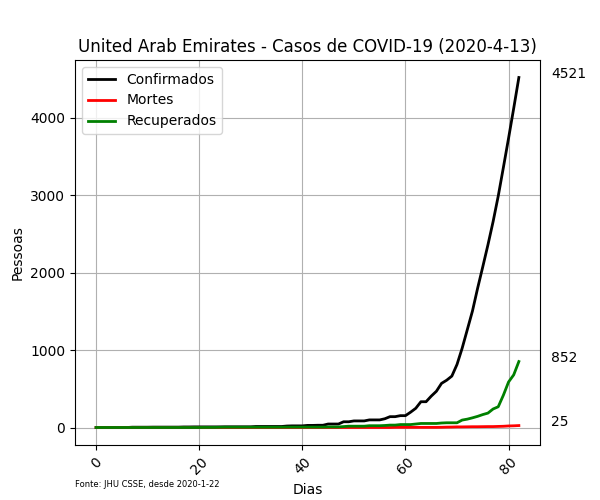 United Arab Emirates - Casos de COVID-19 (2020-4-13)
Confirmados
Mortes
Recuperados
4521
852
25
Pessoas
4000
3000
2000
1000
0
0
20
40
60
80
Dias
Fonte: JHU CSSE, desde 2020-1-22